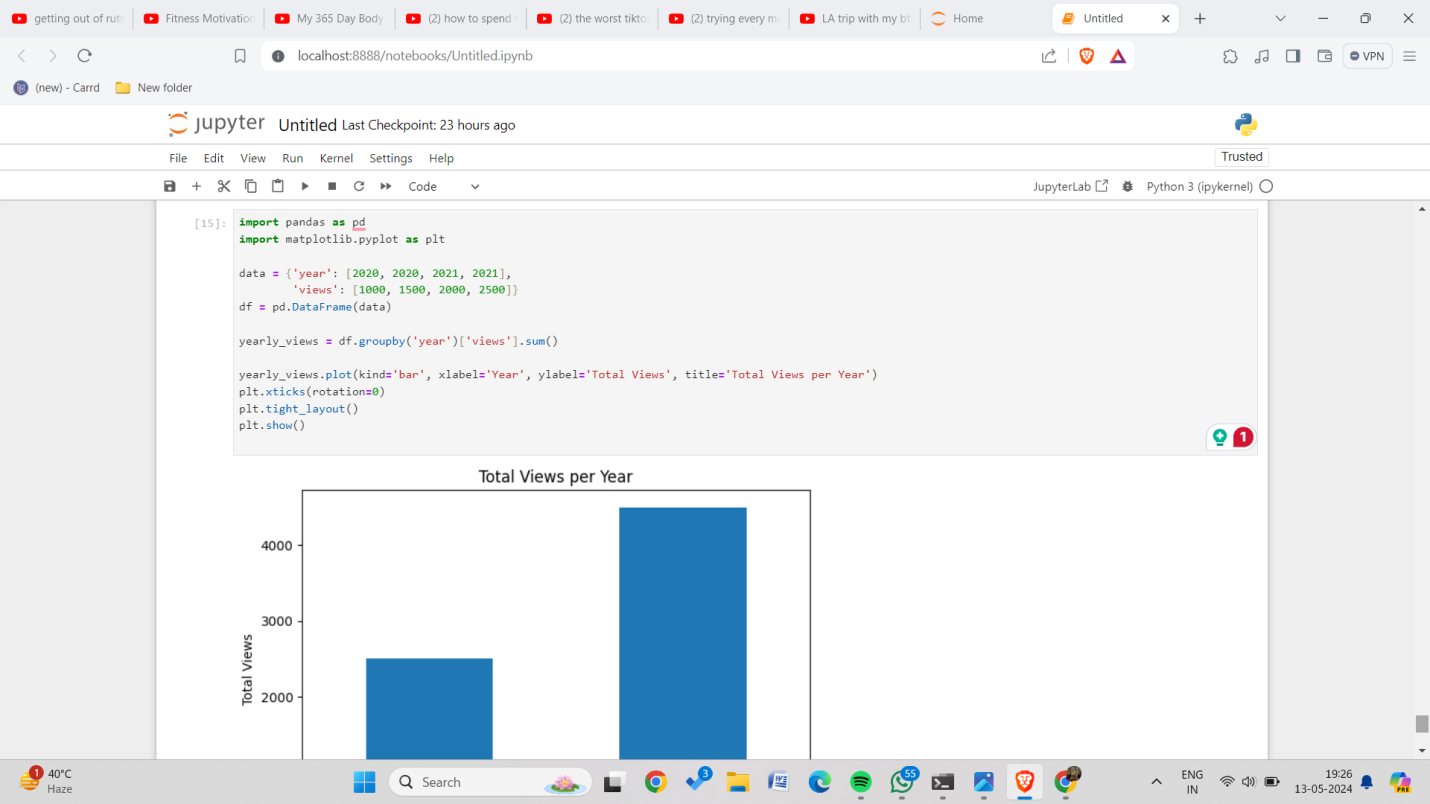 getting out of ruts
Fitness Motivation
My 365 Day Body
(2) how to spend
(2) the worst tikto
(2) trying every m
LA trip with my bf
Home
Untitled
localhost:8888/notebooks/Untitled.ipynb
VPN
(new) - Carrd
New folder
jupyter Untitled Last Checkpoint: 23 hours ago
File Edit View Run Kernel Settings Help
Trusted
Code
JupyterLab
Python 3 (ipykernel)
[15]:
import pandas as pd
import matplotlib.pyplot as plt
data = {'year': [2020, 2020, 2021, 2021],
'views': [1000, 1500, 2000, 2500]}
df = pd.DataFrame(data)
yearly_views = df.groupby('year')['views'].sum()
yearly_views.plot(kind='bar', xlabel='Year', ylabel='Total Views', title='Total Views per Year')
plt.xticks(rotation=0)
plt.tight_layout()
plt.show()
1
Total Views per Year
4000
3000
2000
Total Views
1
40°C
Haze
Search
3
55
ENG
IN
19:26
13-05-2024
PRE